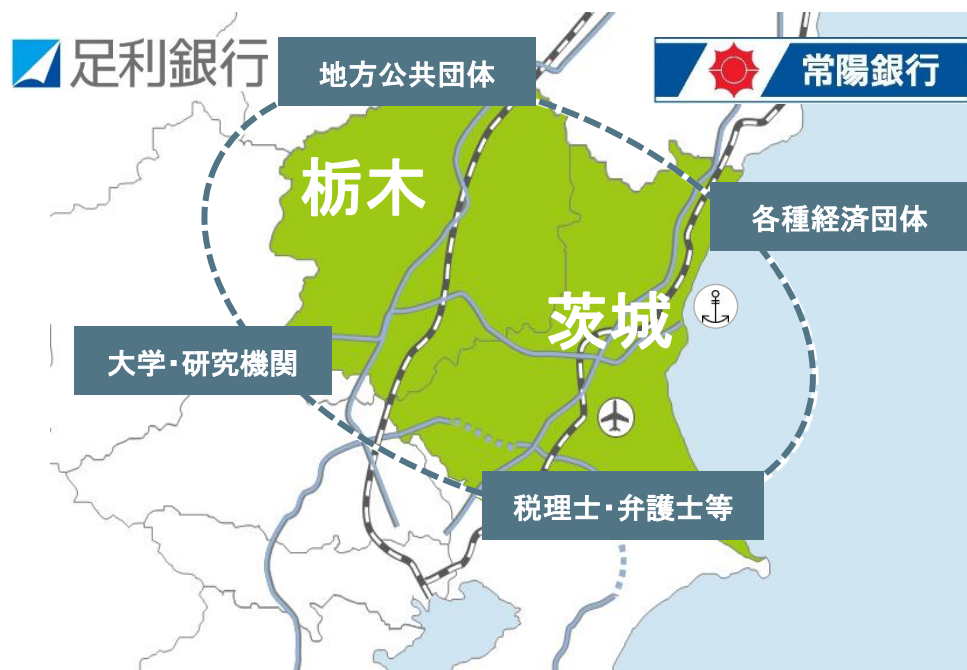 足利銀行
地方公共団体
常陽銀行
栃木
各種経済団体
茨城
大学・研究機関
税理士・弁護士等